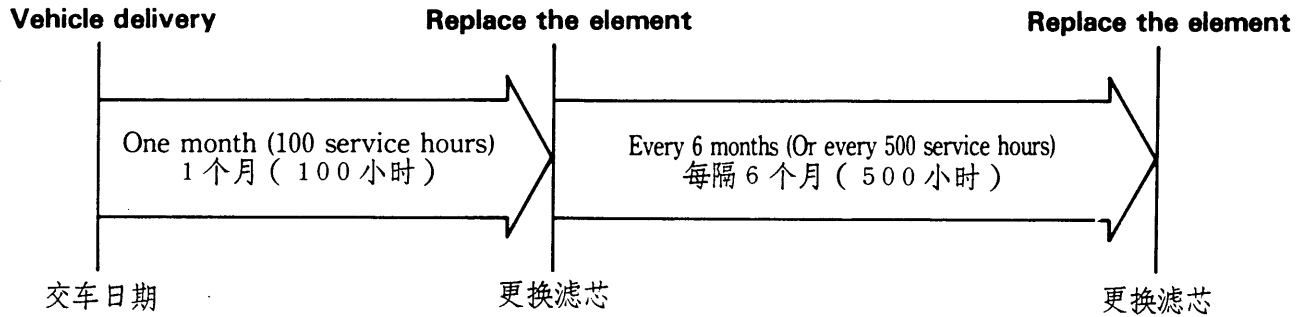 Vehicle delivery
Replace the element
Replace the element
One month (100 service hours)
1个月（100小时）
Every 6 months (Or every 500 service hours)
每隔6个月（500小时）
交车日期
更换滤芯
更换滤芯